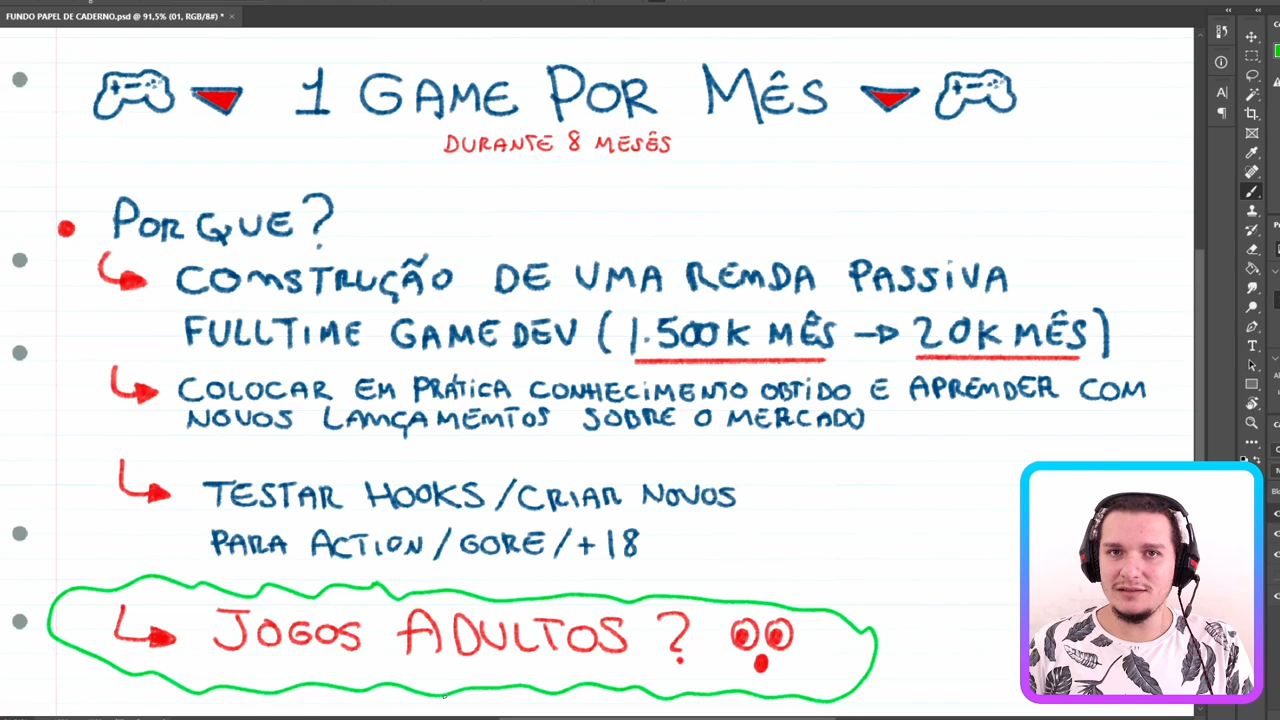 FUNDO PAPEL DE CADERNO.psd @ 91,5% (01, RGB/8#) *
1 GAME POR MÊS
DURANTE 8 MESÊS
PORQUE?
CONSTRUÇÃO DE UMA RENDA PASSIVA
FULLTIME GAMEDEV (1.500K MÊS → 20K MÊS)
COLOCAR EM PRÁTICA CONHECIMENTO OBTIDO E APRENDER COM
NOVOS LANÇAMENTOS SOBRE O MERCADO
TESTAR HOOKS/CRIAR NOVOS
PARA ACTION/GORE/+18
JOGOS ADULTOS?